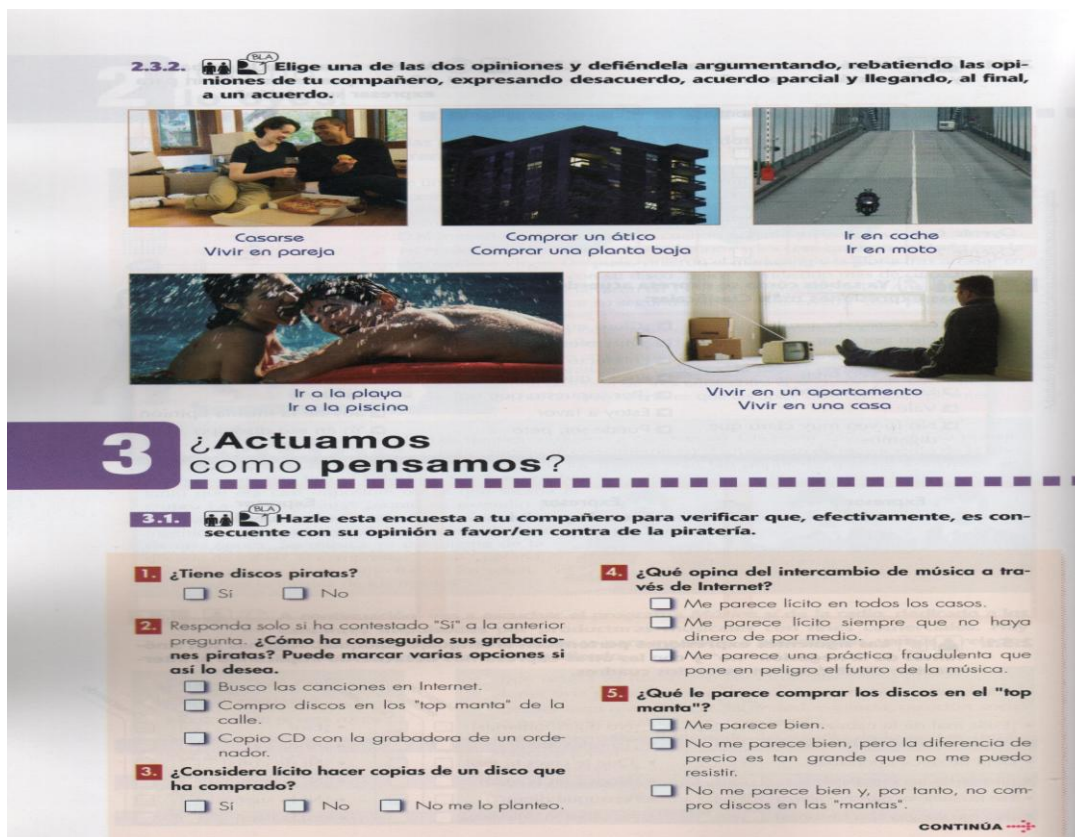 2.3.2. BLA Elige una de las dos opiniones y defiéndela argumentando, rebatiendo las opi-
niones de tu compañero, expresando desacuerdo, acuerdo parcial y llegando, al final,
a un acuerdo.
Casarse
Vivir en pareja
Comprar un ático
Comprar una planta baja
Ir en coche
Ir en moto
Ir a la playa
Ir a la piscina
Vivir en un apartamento
Vivir en una casa
3 ¿Actuamos
como pensamos?
3.1. BLA Hazle esta encuesta a tu compañero para verificar que, efectivamente, es con-
secuente con su opinión a favor/en contra de la piratería.
1. ¿Tiene discos piratas?
Sí No
2. Responda solo si ha contestado "Sí" a la anterior
pregunta. ¿Cómo ha conseguido sus grabacio-
nes piratas? Puede marcar varias opciones si
así lo desea.
Busco las canciones en Internet.
Compro discos en los "top manta" de la
calle.
Copio CD con la grabadora de un orde-
nador.
3. ¿Considera lícito hacer copias de un disco que
ha comprado?
Sí No No me lo planteo.
4. ¿Qué opina del intercambio de música a tra-
vés de Internet?
Me parece lícito en todos los casos.
Me parece lícito siempre que no haya
dinero de por medio.
Me parece una práctica fraudulenta que
pone en peligro el futuro de la música.
5. ¿Qué le parece comprar los discos en el "top
manta"?
Me parece bien.
No me parece bien, pero la diferencia de
precio es tan grande que no me puedo
resistir.
No me parece bien y, por tanto, no com-
pro discos en las "mantas".
CONTINÚA